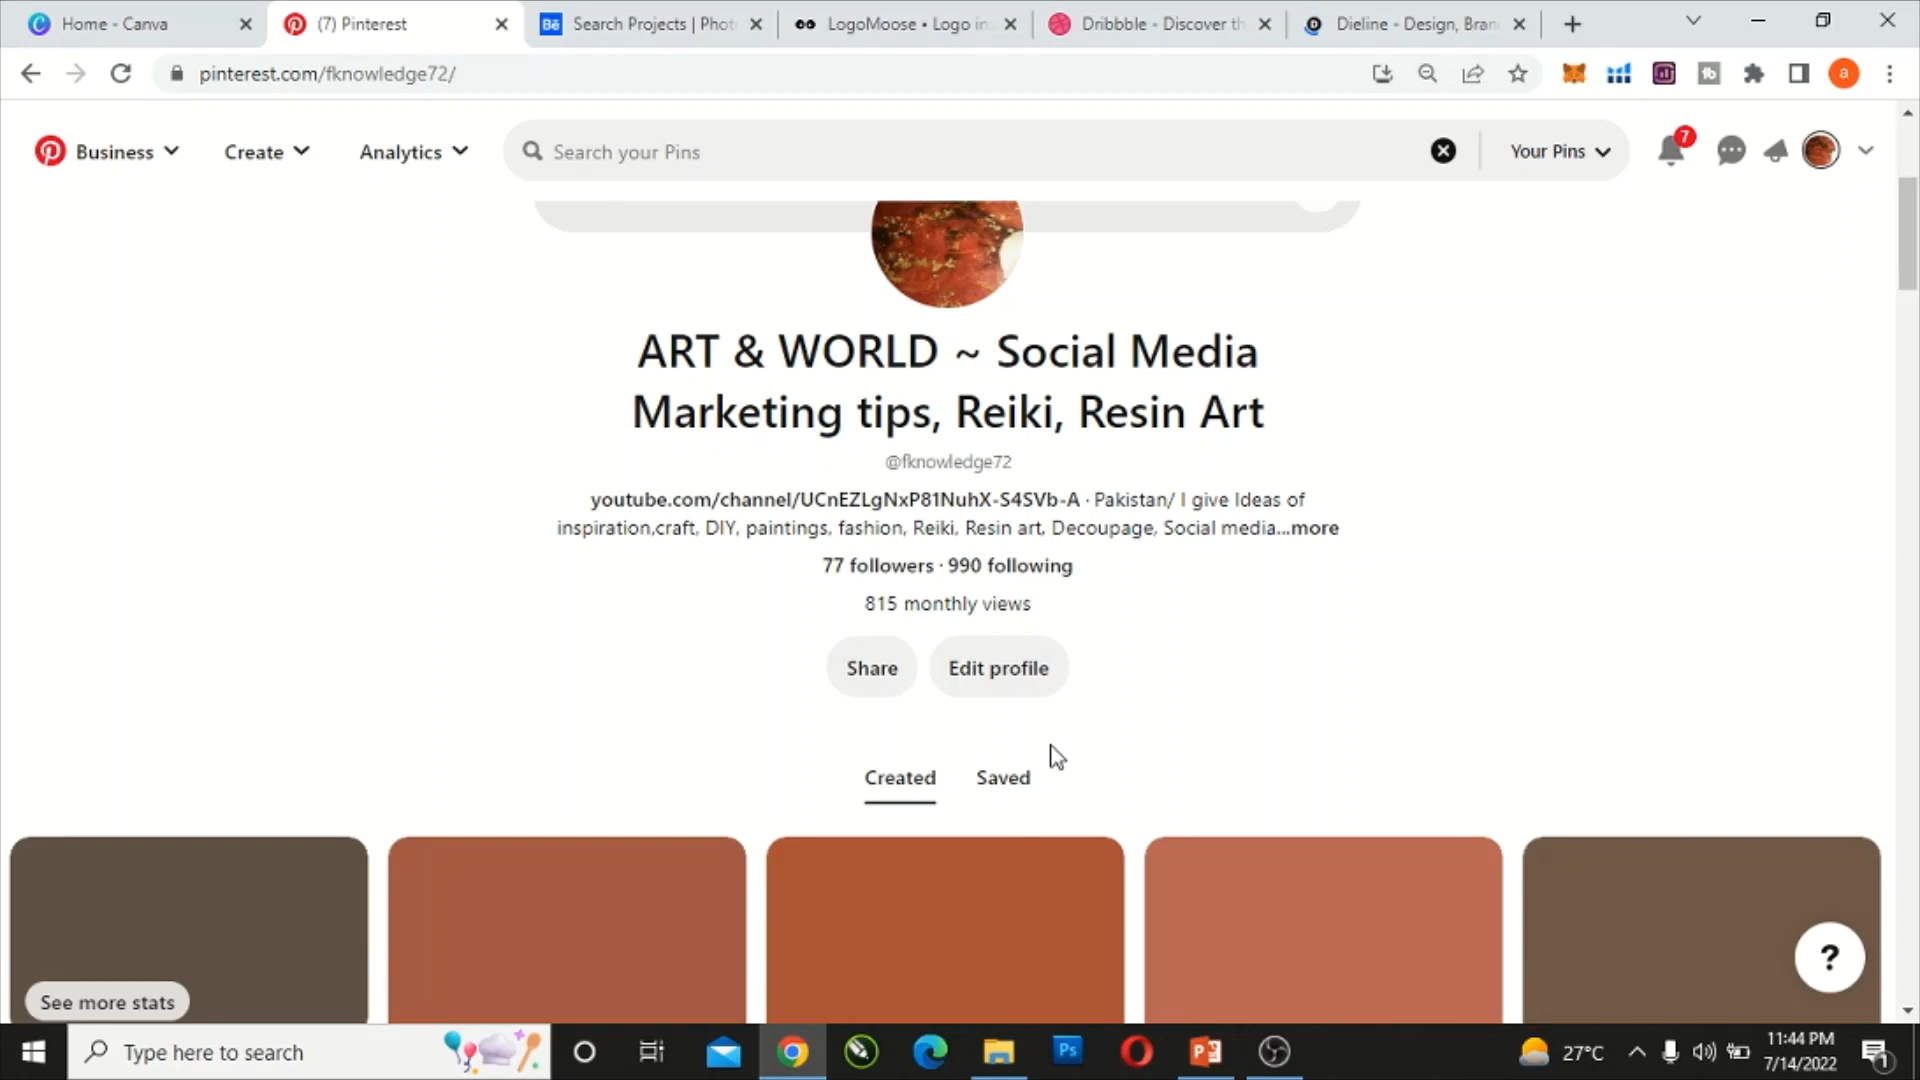 Home - Canva
(7) Pinterest
Bē Search Projects | Phot
LogoMoose • Logo in
Dribbble - Discover th
Dieline - Design, Bran
pinterest.com/fknowledge72/
a
Business
Create
Analytics
Search your Pins
Your Pins
7
ART & WORLD ~ Social Media
Marketing tips, Reiki, Resin Art
@fknowledge72
youtube.com/channel/UCnEZLgNxP81NuhX-S4SVb-A · Pakistan/ I give Ideas of
inspiration,craft, DIY, paintings, fashion, Reiki, Resin art, Decoupage, Social media...more
77 followers · 990 following
815 monthly views
Share
Edit profile
Created
Saved
See more stats
?
Type here to search
Ps
27°C
11:44 PM
7/14/2022
1